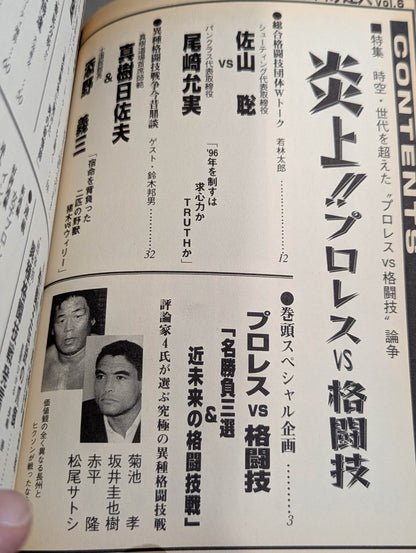 Vol.6
CONTENTS
特集 時空・世代を超えた“プロレスvs格闘技”論争
炎上!!プロレスvs格闘技
●総合格闘技団体Wトーク 若林太郎………12
シューティング代表取締役
佐山 聡
vs
パンクラス代表取締役
尾崎允実
「'96年を制すは
求心力か
TRUTHか」
●異種格闘技戦争今昔鼎談 ゲスト・鈴木邦男………32
真樹道場首席師範
真樹日佐夫
&
義三
「宿命を背負った
二匹の野獣
猪木vsウィリー」
●巻頭スペシャル企画………3
プロレスvs格闘技
「名勝負三選
&
近未来の格闘技戦」
評論家4氏が選ぶ究極の異種格闘技戦
菊池 孝
坂井圭也樹
赤平 隆
松尾サトシ
価値観の全く異なる長州と
ヒクソンが戦ったな